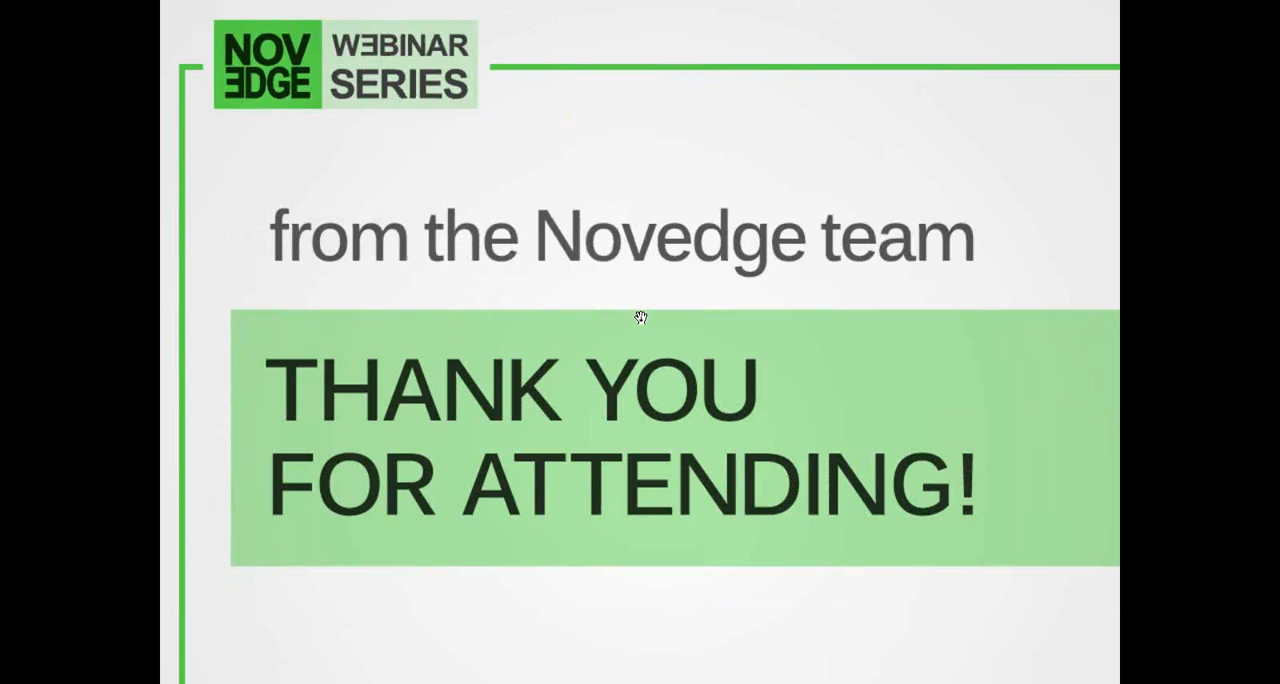 NOV
EDGE
WEBINAR
SERIES
from the Novedge team
THANK YOU
FOR ATTENDING!